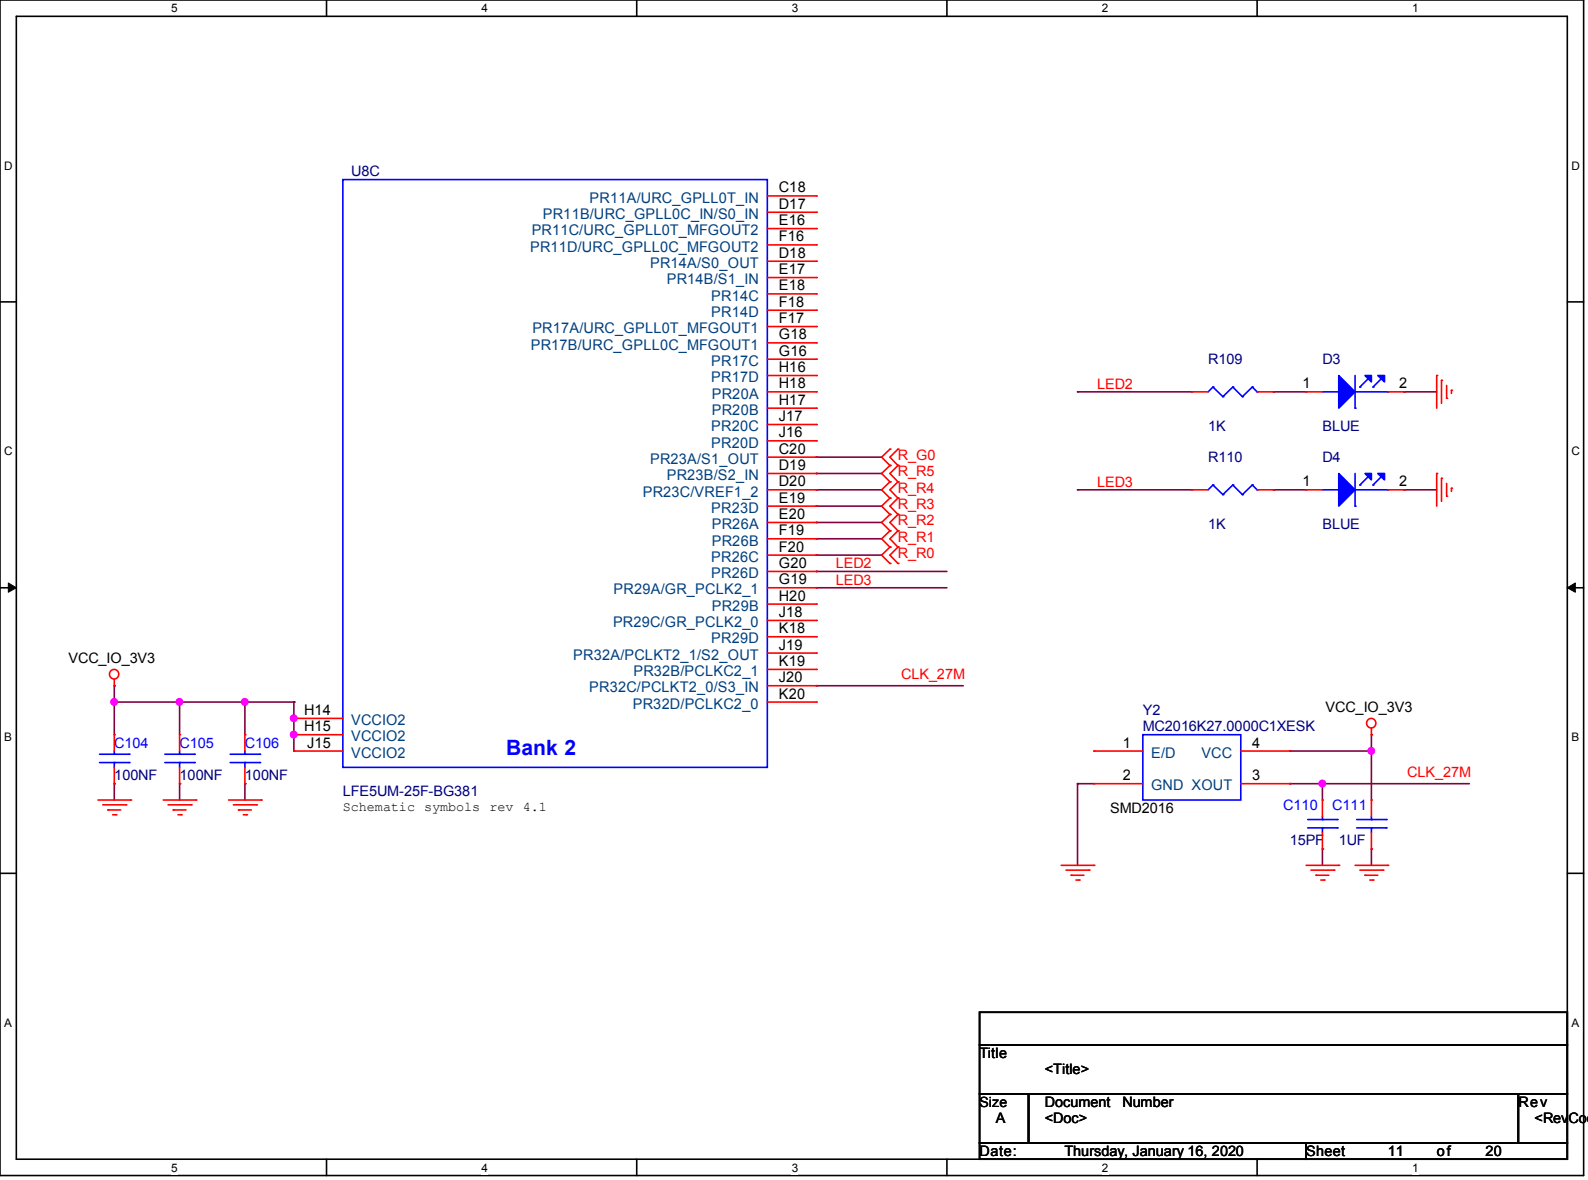 5 4 3 2 1
D D
C C
B B
A A
U8C
PR11A/URC_GPLL0T_IN C18
PR11B/URC_GPLL0C_IN/S0_IN D17
PR11C/URC_GPLL0T_MFGOUT2 E16
PR11D/URC_GPLL0C_MFGOUT2 F16
PR14A/S0_OUT D18
PR14B/S1_IN E17
PR14C E18
PR14D F18
PR17A/URC_GPLL0T_MFGOUT1 F17
PR17B/URC_GPLL0C_MFGOUT1 G18
PR17C G16
PR17D H16
PR20A H18
PR20B H17
PR20C J17
PR20D J16
PR23A/S1_OUT C20 R_G0
PR23B/S2_IN D19 R_R5
PR23C/VREF1_2 D20 R_R4
PR23D E19 R_R3
PR26A E20 R_R2
PR26B F19 R_R1
PR26C F20 R_R0
PR26D G20 LED2
PR29A/GR_PCLK2_1 G19 LED3
PR29B H20
PR29C/GR_PCLK2_0 J18
PR29D K18
PR32A/PCLKT2_1/S2_OUT J19
PR32B/PCLKC2_1 K19
PR32C/PCLKT2_0/S3_IN J20 CLK_27M
PR32D/PCLKC2_0 K20
VCC_IO_3V3
H14 VCCIO2
H15 VCCIO2
J15 VCCIO2
C104 C105 C106
100NF 100NF 100NF
Bank 2
LFE5UM-25F-BG381
Schematic symbols rev 4.1
R109 D3
LED2 1 2
1K BLUE
R110 D4
LED3 1 2
1K BLUE
Y2 VCC_IO_3V3
MC2016K27.0000C1XESK
1 E/D VCC 4
2 GND XOUT 3 CLK_27M
SMD2016
C110 C111
15PF 1UF
Title
<Title>
Size Document Number Rev
A <Doc> <RevCo
Date: Thursday, January 16, 2020 Sheet 11 of 20
5 4 3 2 1